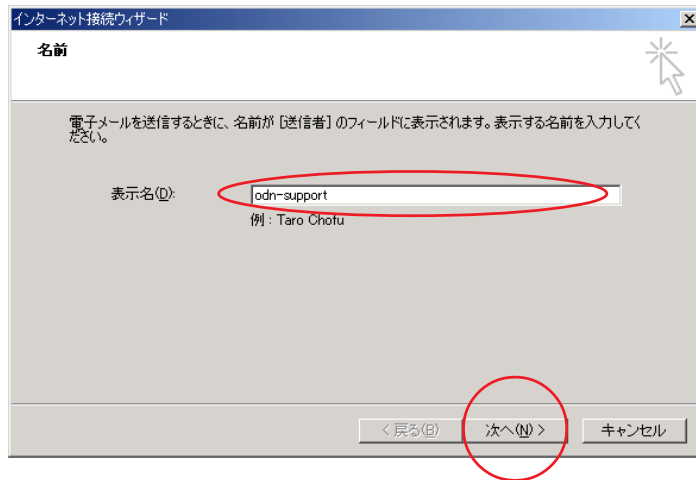 インターネット接続ウィザード
名前
電子メールを送信するときに、名前が [送信者] のフィールドに表示されます。表示する名前を入力してく
ださい。
表示名(D):
odn-support
例 : Taro Chofu
< 戻る(B)
次へ(N) >
キャンセル